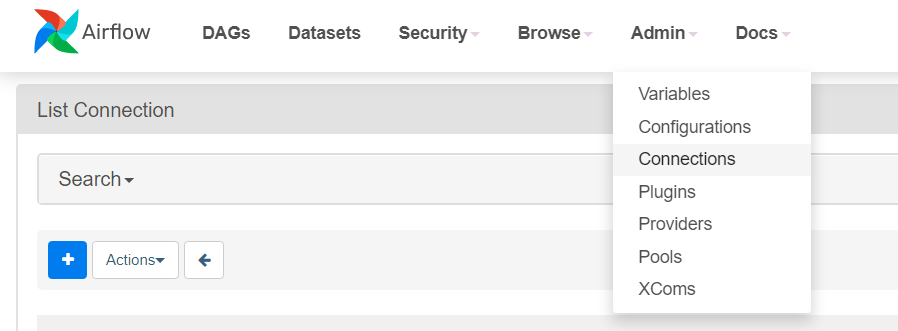 Airflow DAGs Datasets Security Browse Admin Docs
List Connection
Search
Actions
Variables
Configurations
Connections
Plugins
Providers
Pools
XComs